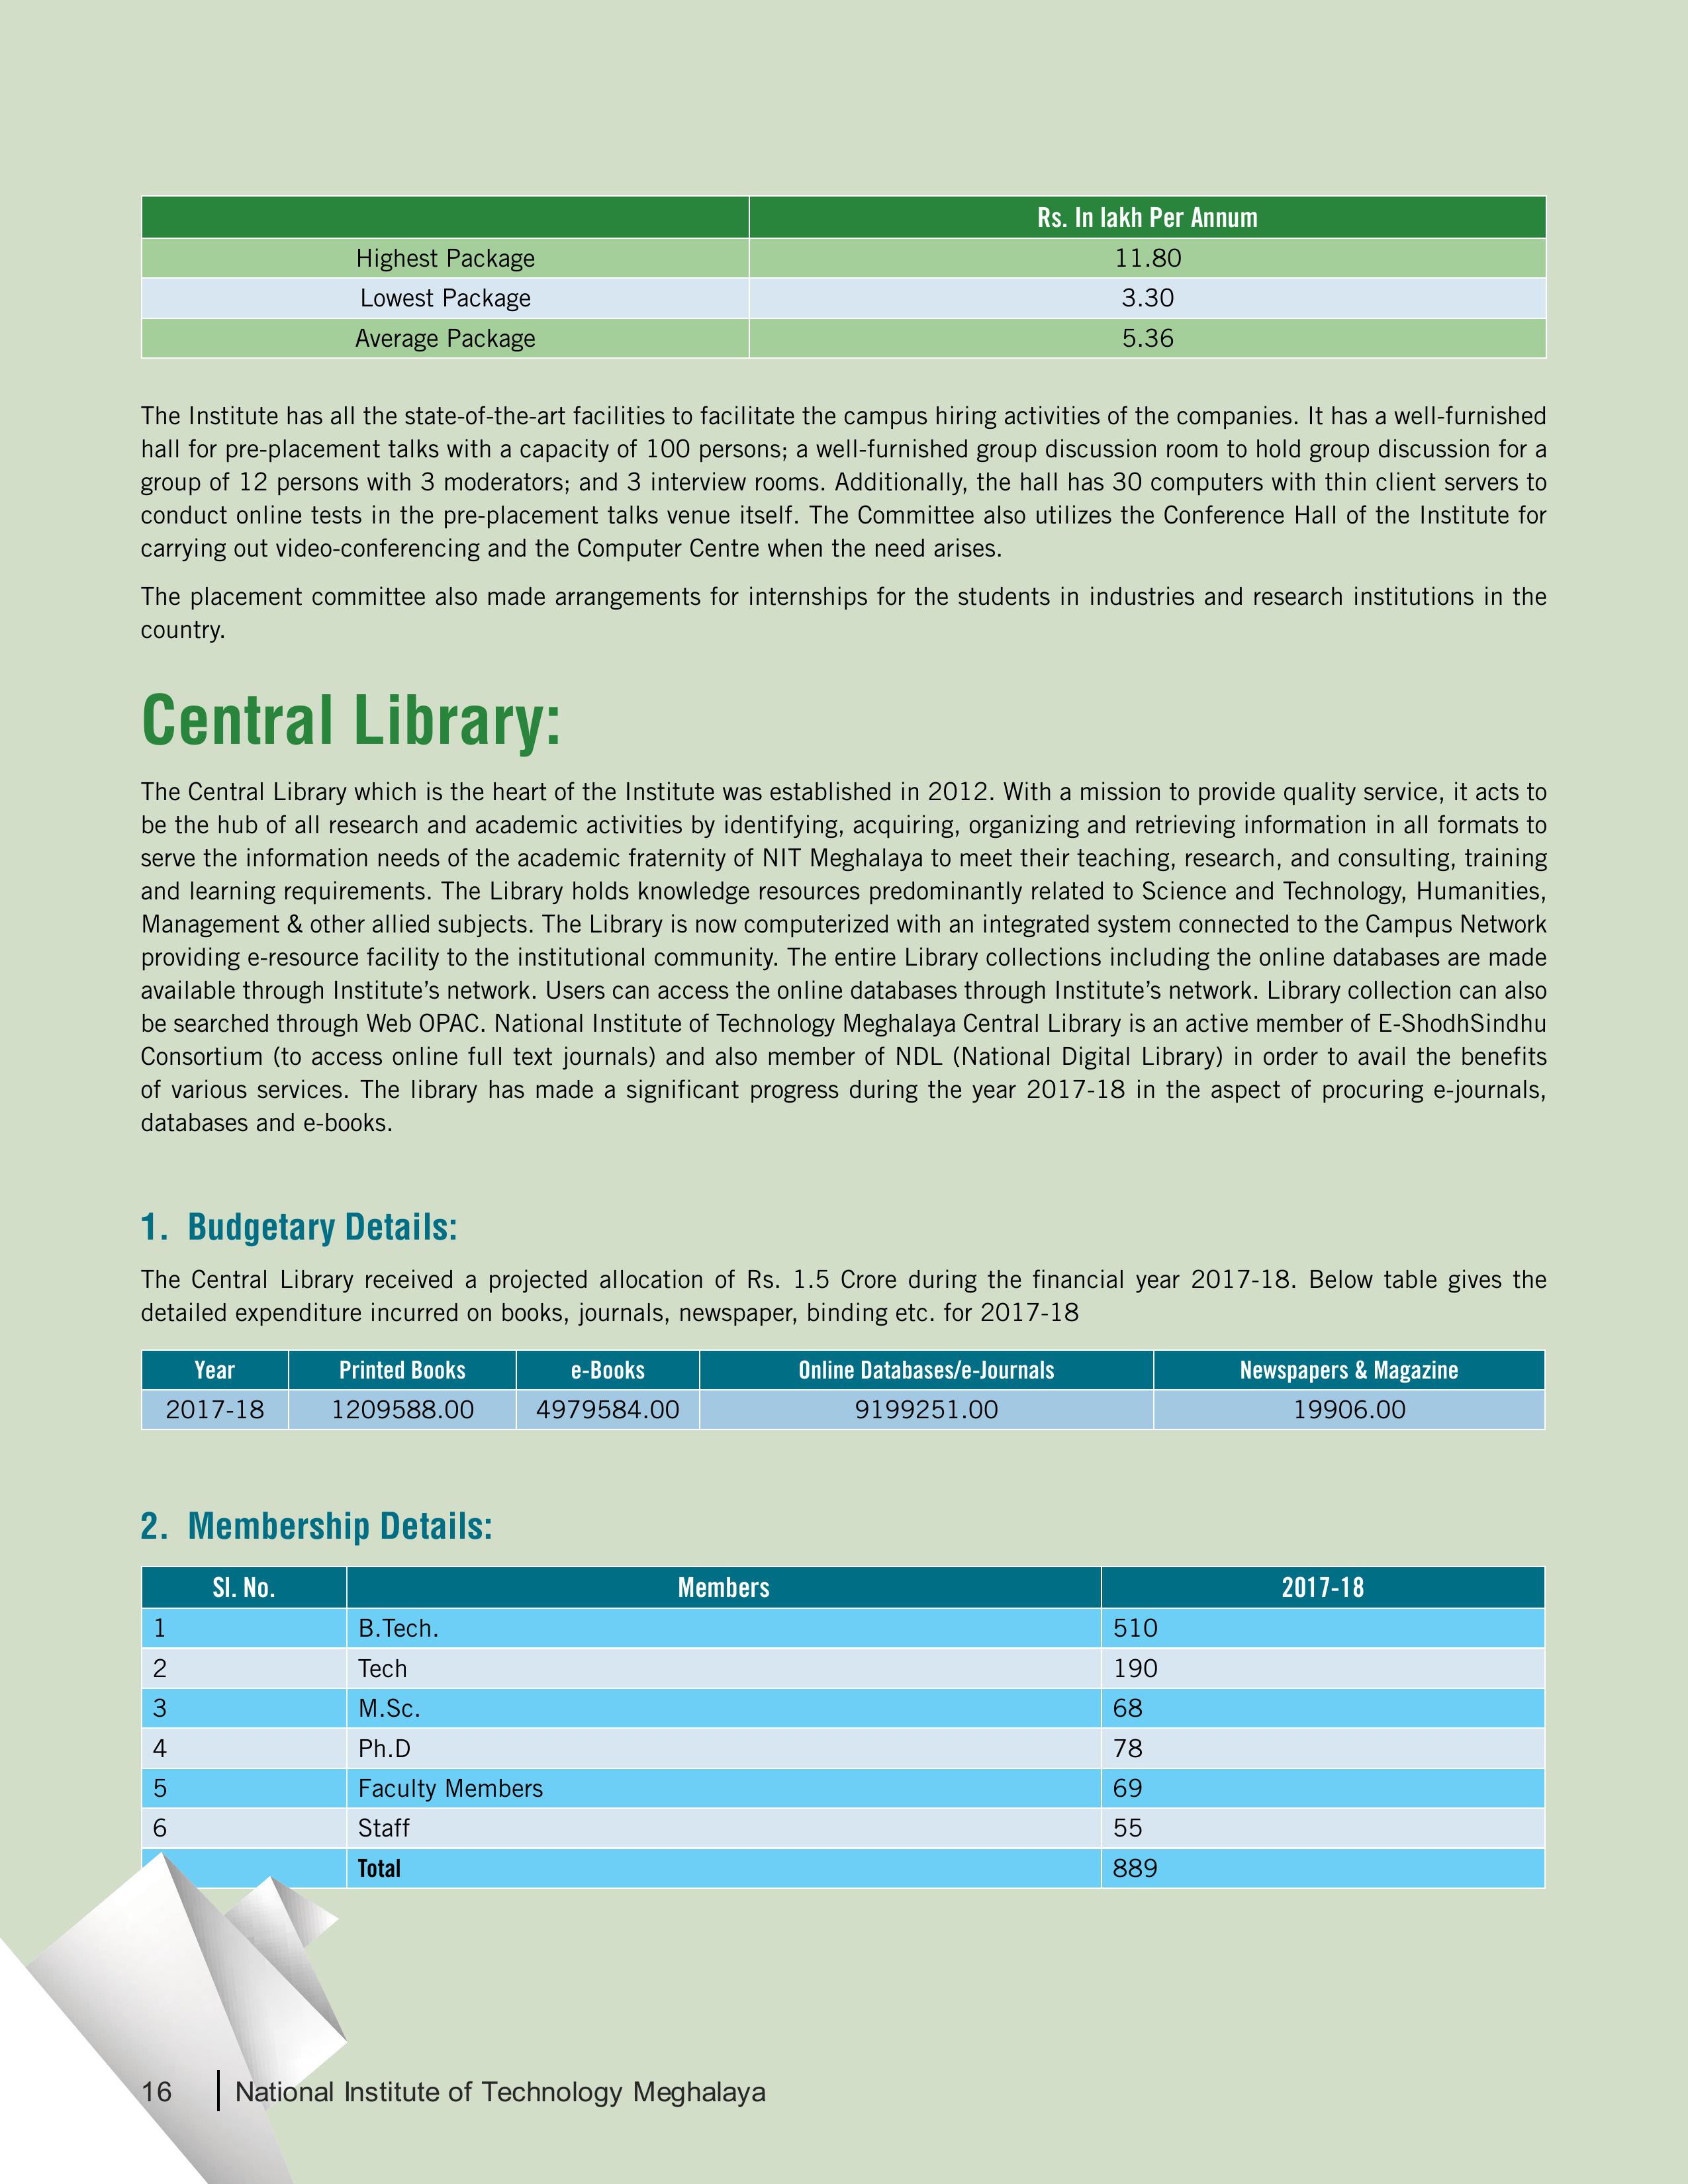 Rs. In lakh Per Annum
Highest Package 11.80
Lowest Package 3.30
Average Package 5.36
The Institute has all the state-of-the-art facilities to facilitate the campus hiring activities of the companies. It has a well-furnished
hall for pre-placement talks with a capacity of 100 persons; a well-furnished group discussion room to hold group discussion for a
group of 12 persons with 3 moderators; and 3 interview rooms. Additionally, the hall has 30 computers with thin client servers to
conduct online tests in the pre-placement talks venue itself. The Committee also utilizes the Conference Hall of the Institute for
carrying out video-conferencing and the Computer Centre when the need arises.
The placement committee also made arrangements for internships for the students in industries and research institutions in the
country.
Central Library:
The Central Library which is the heart of the Institute was established in 2012. With a mission to provide quality service, it acts to
be the hub of all research and academic activities by identifying, acquiring, organizing and retrieving information in all formats to
serve the information needs of the academic fraternity of NIT Meghalaya to meet their teaching, research, and consulting, training
and learning requirements. The Library holds knowledge resources predominantly related to Science and Technology, Humanities,
Management & other allied subjects. The Library is now computerized with an integrated system connected to the Campus Network
providing e-resource facility to the institutional community. The entire Library collections including the online databases are made
available through Institute’s network. Users can access the online databases through Institute’s network. Library collection can also
be searched through Web OPAC. National Institute of Technology Meghalaya Central Library is an active member of E-ShodhSindhu
Consortium (to access online full text journals) and also member of NDL (National Digital Library) in order to avail the benefits
of various services. The library has made a significant progress during the year 2017-18 in the aspect of procuring e-journals,
databases and e-books.
1. Budgetary Details:
The Central Library received a projected allocation of Rs. 1.5 Crore during the financial year 2017-18. Below table gives the
detailed expenditure incurred on books, journals, newspaper, binding etc. for 2017-18
Year Printed Books e-Books Online Databases/e-Journals Newspapers & Magazine
2017-18 1209588.00 4979584.00 9199251.00 19906.00
2. Membership Details:
Sl. No. Members 2017-18
1 B.Tech. 510
2 Tech 190
3 M.Sc. 68
4 Ph.D 78
5 Faculty Members 69
6 Staff 55
Total 889
16 National Institute of Technology Meghalaya